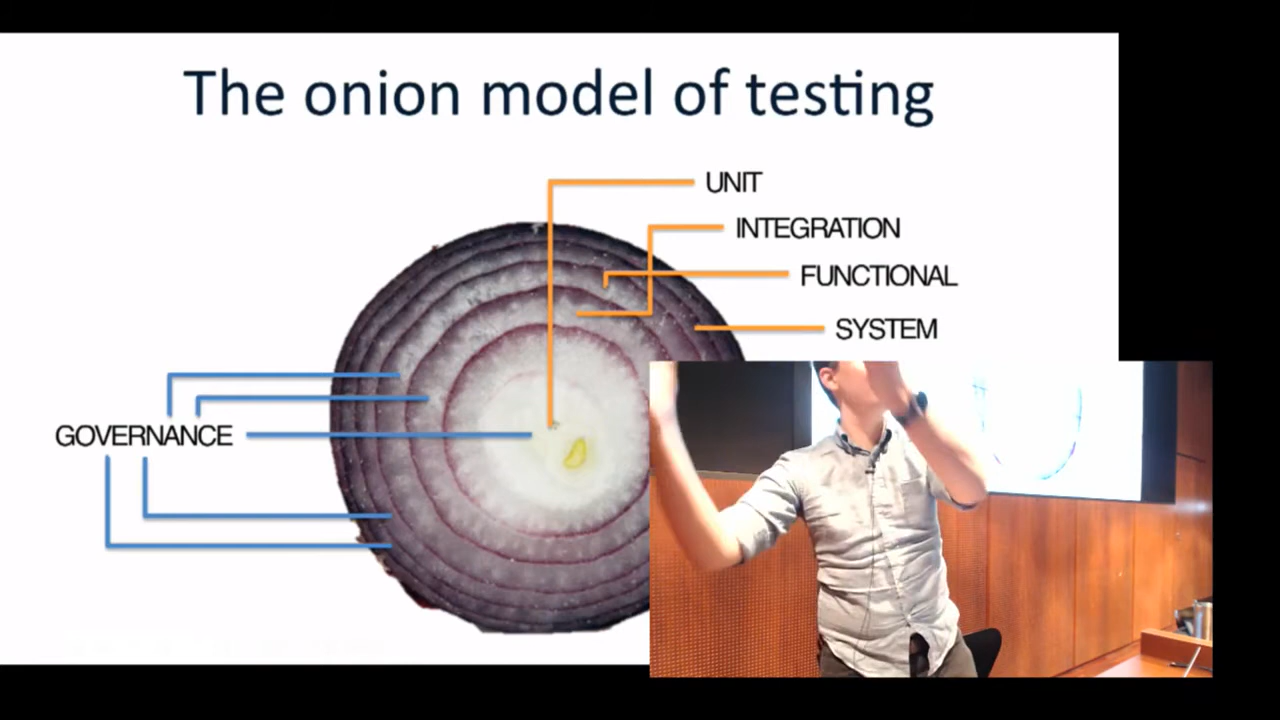 The onion model of testing
UNIT
INTEGRATION
FUNCTIONAL
SYSTEM
GOVERNANCE